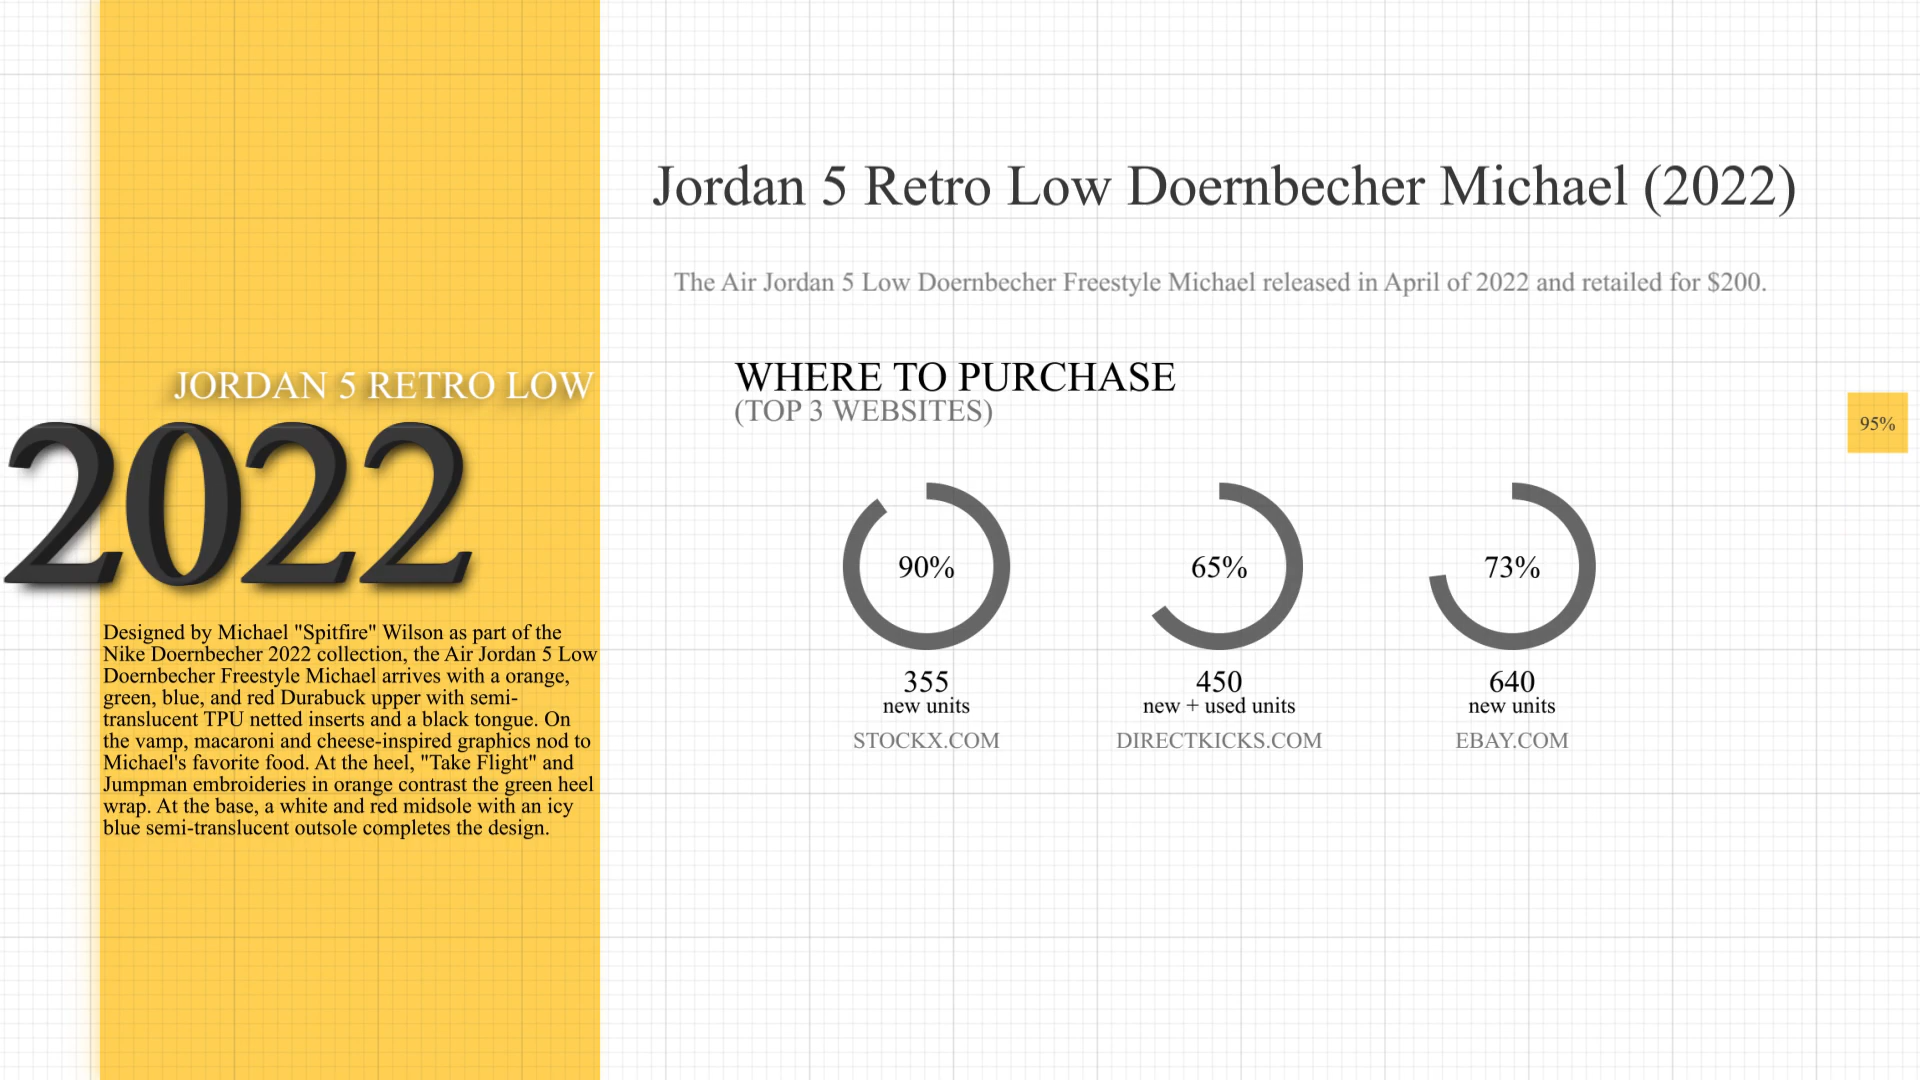 Jordan 5 Retro Low Doernbecher Michael (2022)
The Air Jordan 5 Low Doernbecher Freestyle Michael released in April of 2022 and retailed for $200.
JORDAN 5 RETRO LOW
2022
Designed by Michael "Spitfire" Wilson as part of the
Nike Doernbecher 2022 collection, the Air Jordan 5 Low
Doernbecher Freestyle Michael arrives with a orange,
green, blue, and red Durabuck upper with semi-
translucent TPU netted inserts and a black tongue. On
the vamp, macaroni and cheese-inspired graphics nod to
Michael's favorite food. At the heel, "Take Flight" and
Jumpman embroideries in orange contrast the green heel
wrap. At the base, a white and red midsole with an icy
blue semi-translucent outsole completes the design.
WHERE TO PURCHASE
(TOP 3 WEBSITES)
90%
355
new units
STOCKX.COM
65%
450
new + used units
DIRECTKICKS.COM
73%
640
new units
EBAY.COM
95%